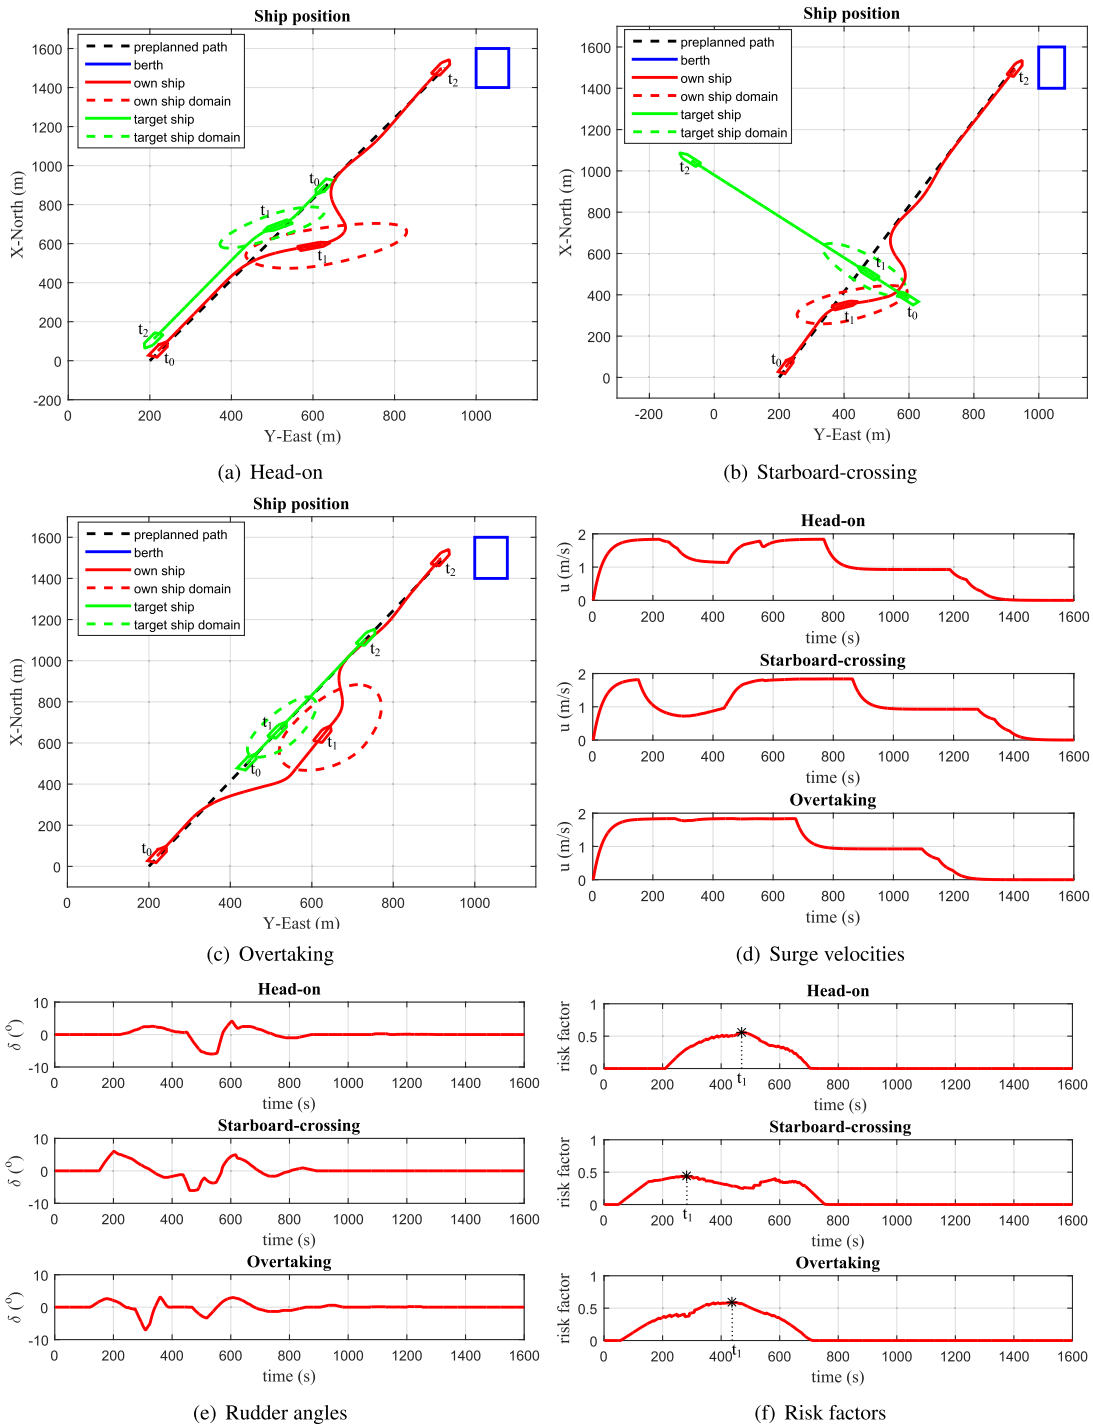 Ship position
preplanned path
berth
own ship
own ship domain
target ship
target ship domain
X-North (m)
1600
1400
1200
1000
800
600
400
200
0
-200
t0
t1
t1
t2
t0
t2
0 200 400 600 800 1000
Y-East (m)
(a) Head-on
Ship position
preplanned path
berth
own ship
own ship domain
target ship
target ship domain
X-North (m)
1600
1400
1200
1000
800
600
400
200
0
t2
t2
t1
t1
t0
t0
-200 0 200 400 600 800 1000
Y-East (m)
(b) Starboard-crossing
Ship position
preplanned path
berth
own ship
own ship domain
target ship
target ship domain
X-North (m)
1600
1400
1200
1000
800
600
400
200
0
t2
t2
t1
t1
t0
t0
0 200 400 600 800 1000
Y-East (m)
(c) Overtaking
Head-on
u (m/s)
2
1
0
0 200 400 600 800 1000 1200 1400 1600
time (s)
Starboard-crossing
u (m/s)
2
1
0
0 200 400 600 800 1000 1200 1400 1600
time (s)
Overtaking
u (m/s)
2
1
0
0 200 400 600 800 1000 1200 1400 1600
time (s)
(d) Surge velocities
Head-on
δ (°)
10
0
-10
0 200 400 600 800 1000 1200 1400 1600
time (s)
Starboard-crossing
δ (°)
10
0
-10
0 200 400 600 800 1000 1200 1400 1600
time (s)
Overtaking
δ (°)
10
0
-10
0 200 400 600 800 1000 1200 1400 1600
time (s)
(e) Rudder angles
Head-on
risk factor
1
0.5
0
t1
0 200 400 600 800 1000 1200 1400 1600
time (s)
Starboard-crossing
risk factor
1
0.5
0
t1
0 200 400 600 800 1000 1200 1400 1600
time (s)
Overtaking
risk factor
1
0.5
0
t1
0 200 400 600 800 1000 1200 1400 1600
time (s)
(f) Risk factors